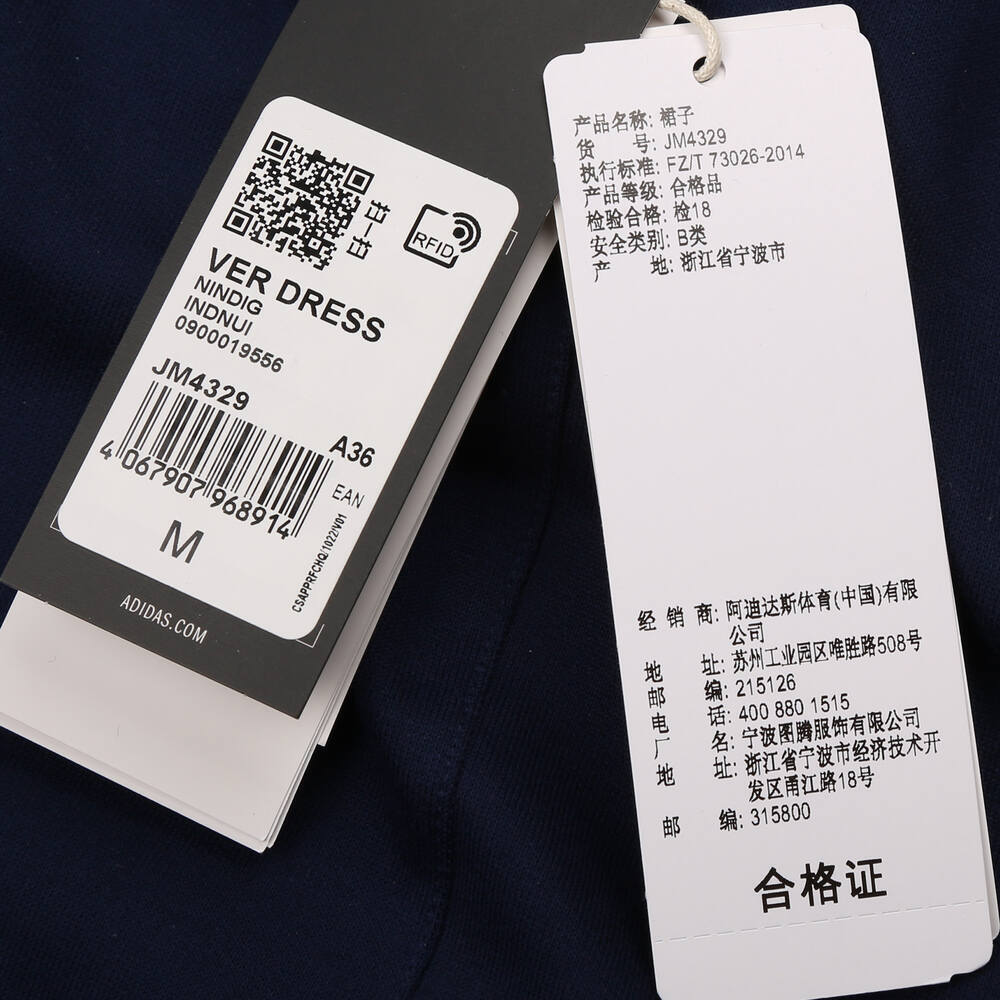 RFID
VER DRESS
NINDIG
INDNUI
0900019556
JM4329
A36
4 067907 968914
EAN
M
CSAPPRFCHQ/1022/V01
ADIDAS.COM
产品名称: 裙子
货 号: JM4329
执行标准: FZ/T 73026-2014
产品等级: 合格品
检验合格: 检18
安全类别: B类
产 地: 浙江省宁波市
经 销 商: 阿迪达斯体育(中国)有限
公司
地 址: 苏州工业园区唯胜路508号
邮 编: 215126
电 话: 400 880 1515
厂 名: 宁波图腾服饰有限公司
地 址: 浙江省宁波市经济技术开
发区甬江路18号
邮 编: 315800
合格证